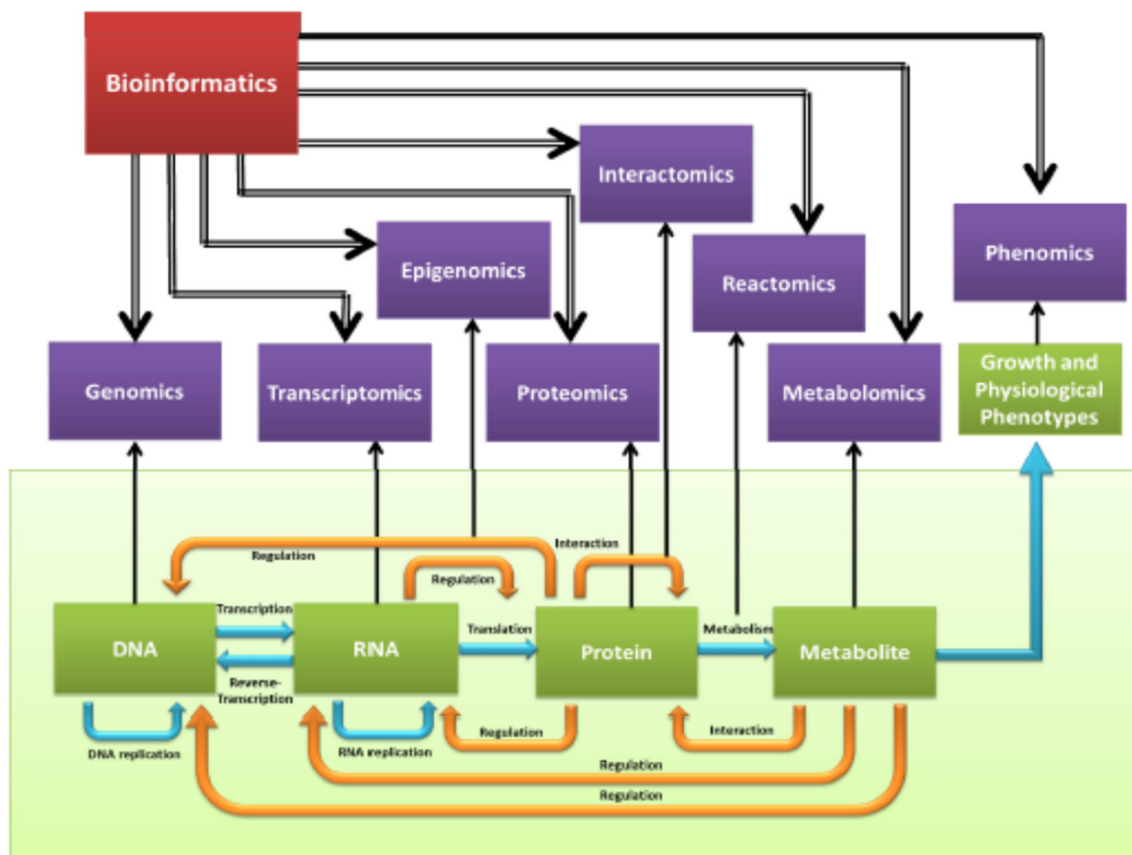 Bioinformatics
Interactomics
Phenomics
Epigenomics
Reactomics
Genomics
Transcriptomics
Proteomics
Metabolomics
Growth and
Physiological
Phenotypes
Regulation
Interaction
Regulation
Transcription
Translation
Metabolism
DNA
RNA
Protein
Metabolite
Reverse-
Transcription
DNA replication
RNA replication
Regulation
Interaction
Regulation
Regulation